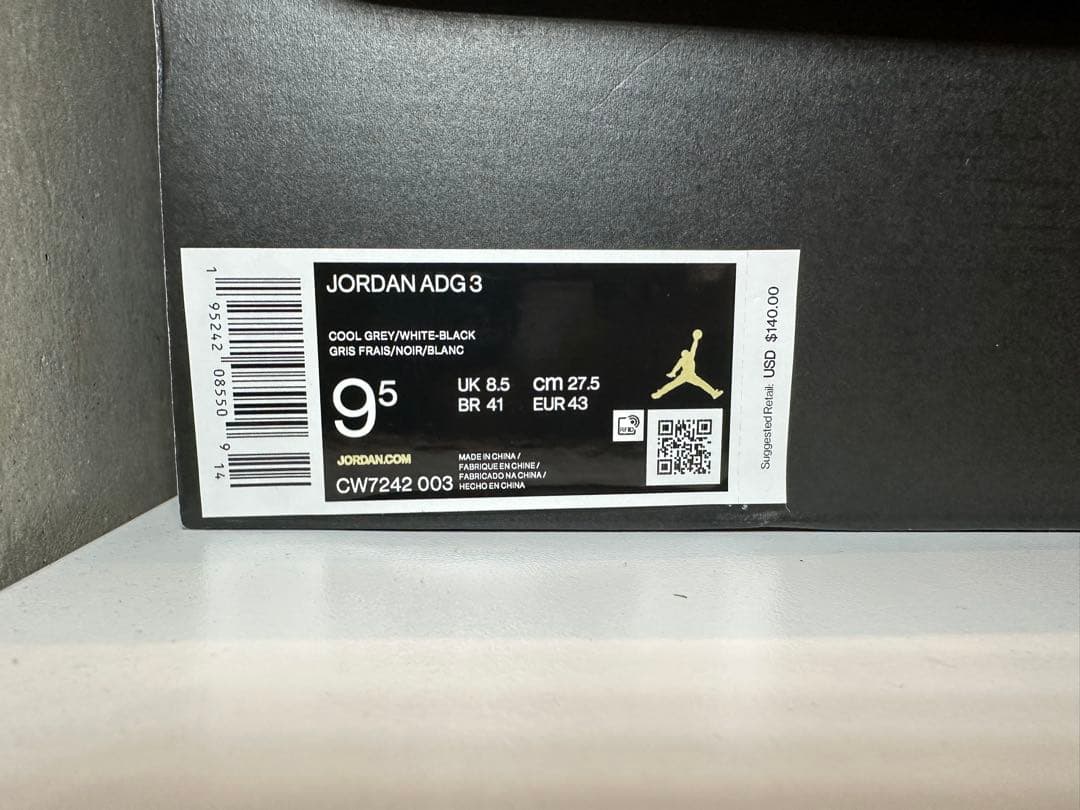 JORDAN ADG 3
COOL GREY/WHITE-BLACK
GRIS FRAIS/NOIR/BLANC
9⁵
UK 8.5 cm 27.5
BR 41 EUR 43
RFID
JORDAN.COM
CW7242 003
MADE IN CHINA /
FABRIQUE EN CHINE /
FABRICADO NA CHINA /
HECHO EN CHINA
1 95242 08550 9 14
Suggested Retail: USD $140.00